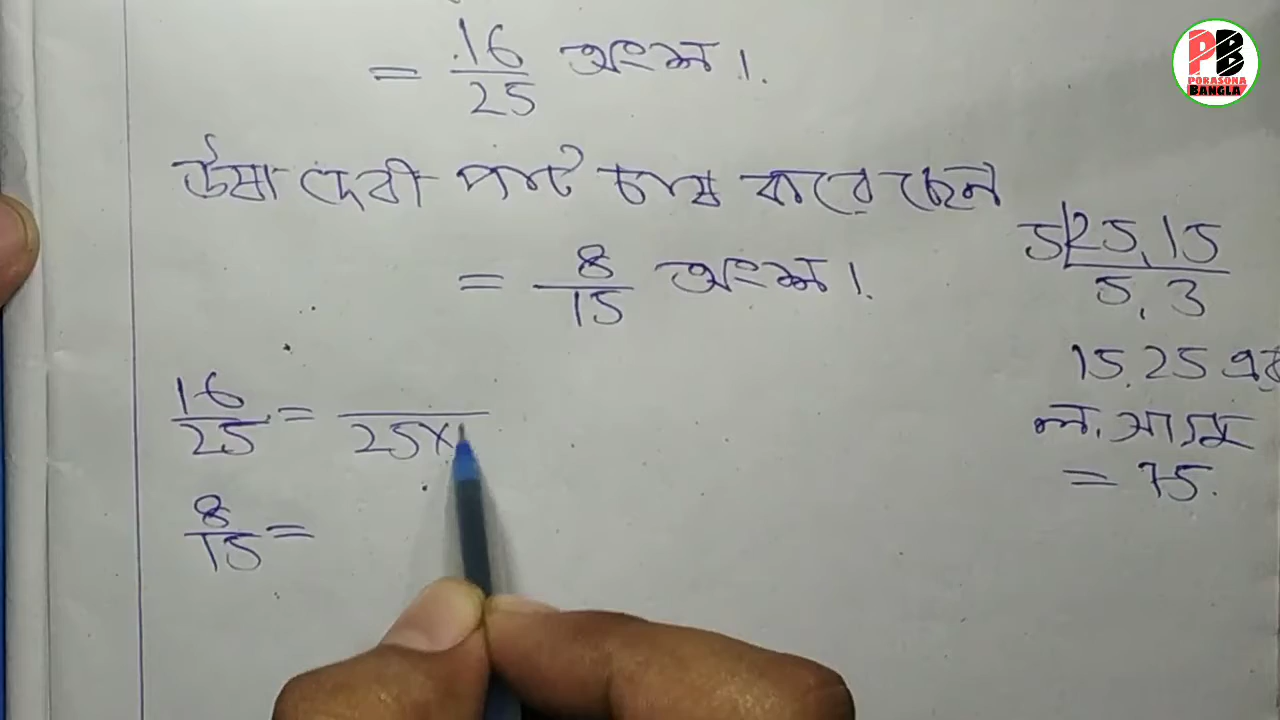 = 16/25 অংশ।
PB
PORASONA
BANGLA
উষা দেবী পাট চাষ করেছেন
= 8/15 অংশ।
5|25, 15
5, 3
15, 25 এর
ল. সা. গু
= 75.
16/25 = /25×
8/15 =